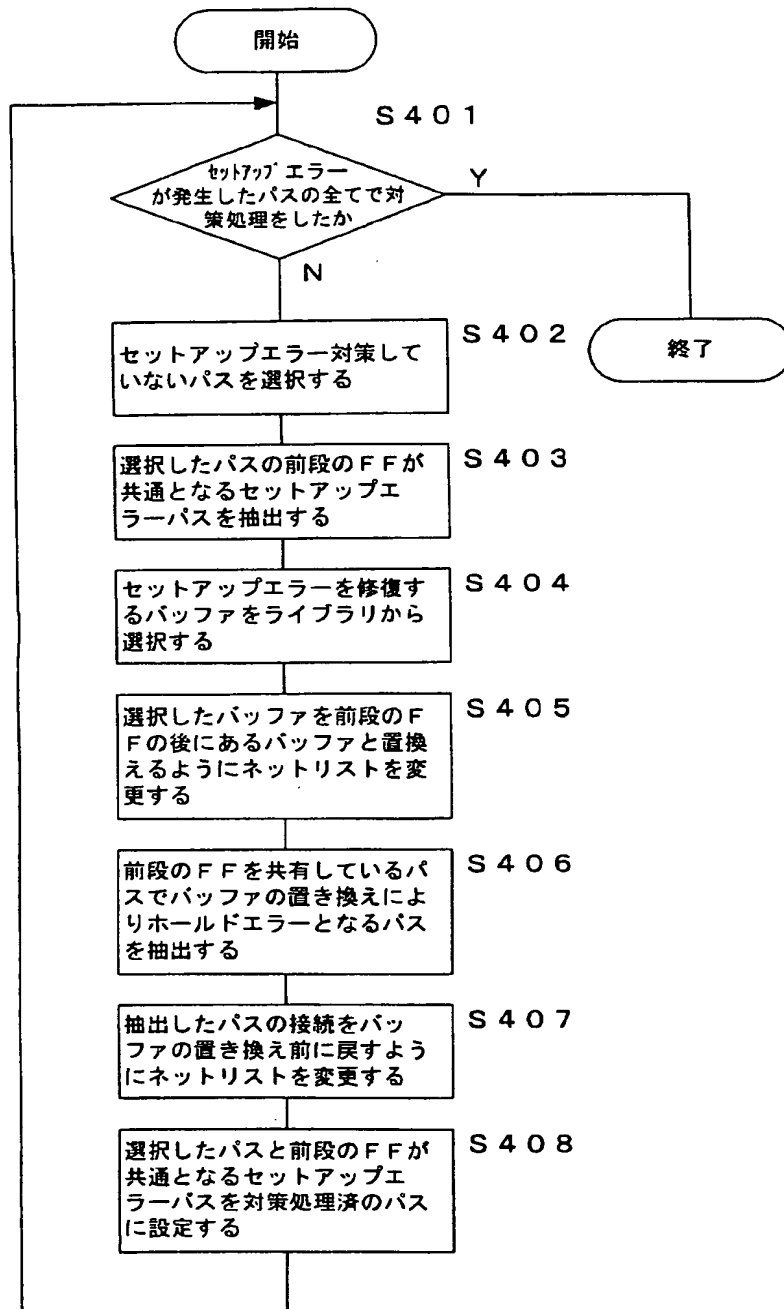 開始
S401
セットアップエラー
が発生したパスの全てで対
策処理をしたか
Y
N
S402
セットアップエラー対策して
いないパスを選択する
終了
S403
選択したパスの前段のFFが
共通となるセットアップエ
ラーパスを抽出する
S404
セットアップエラーを修復す
るバッファをライブラリから
選択する
S405
選択したバッファを前段のF
Fの後にあるバッファと置換
えるようにネットリストを変
更する
S406
前段のFFを共有しているパ
スでバッファの置き換えによ
りホールドエラーとなるパス
を抽出する
S407
抽出したパスの接続をバッ
ファの置き換え前に戻すよう
にネットリストを変更する
S408
選択したパスと前段のFFが
共通となるセットアップエ
ラーパスを対策処理済のパス
に設定する